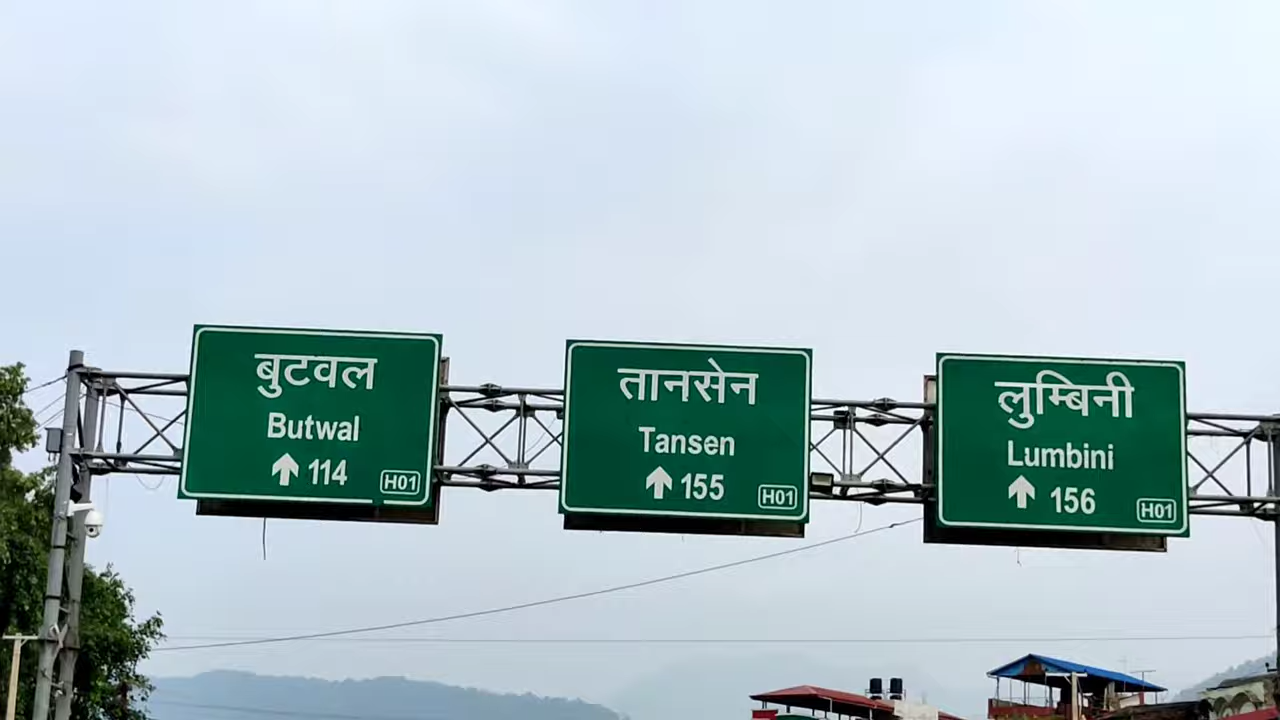 बुटवल
Butwal
114
H01
तानसेन
Tansen
155
H01
लुम्बिनी
Lumbini
156
H01